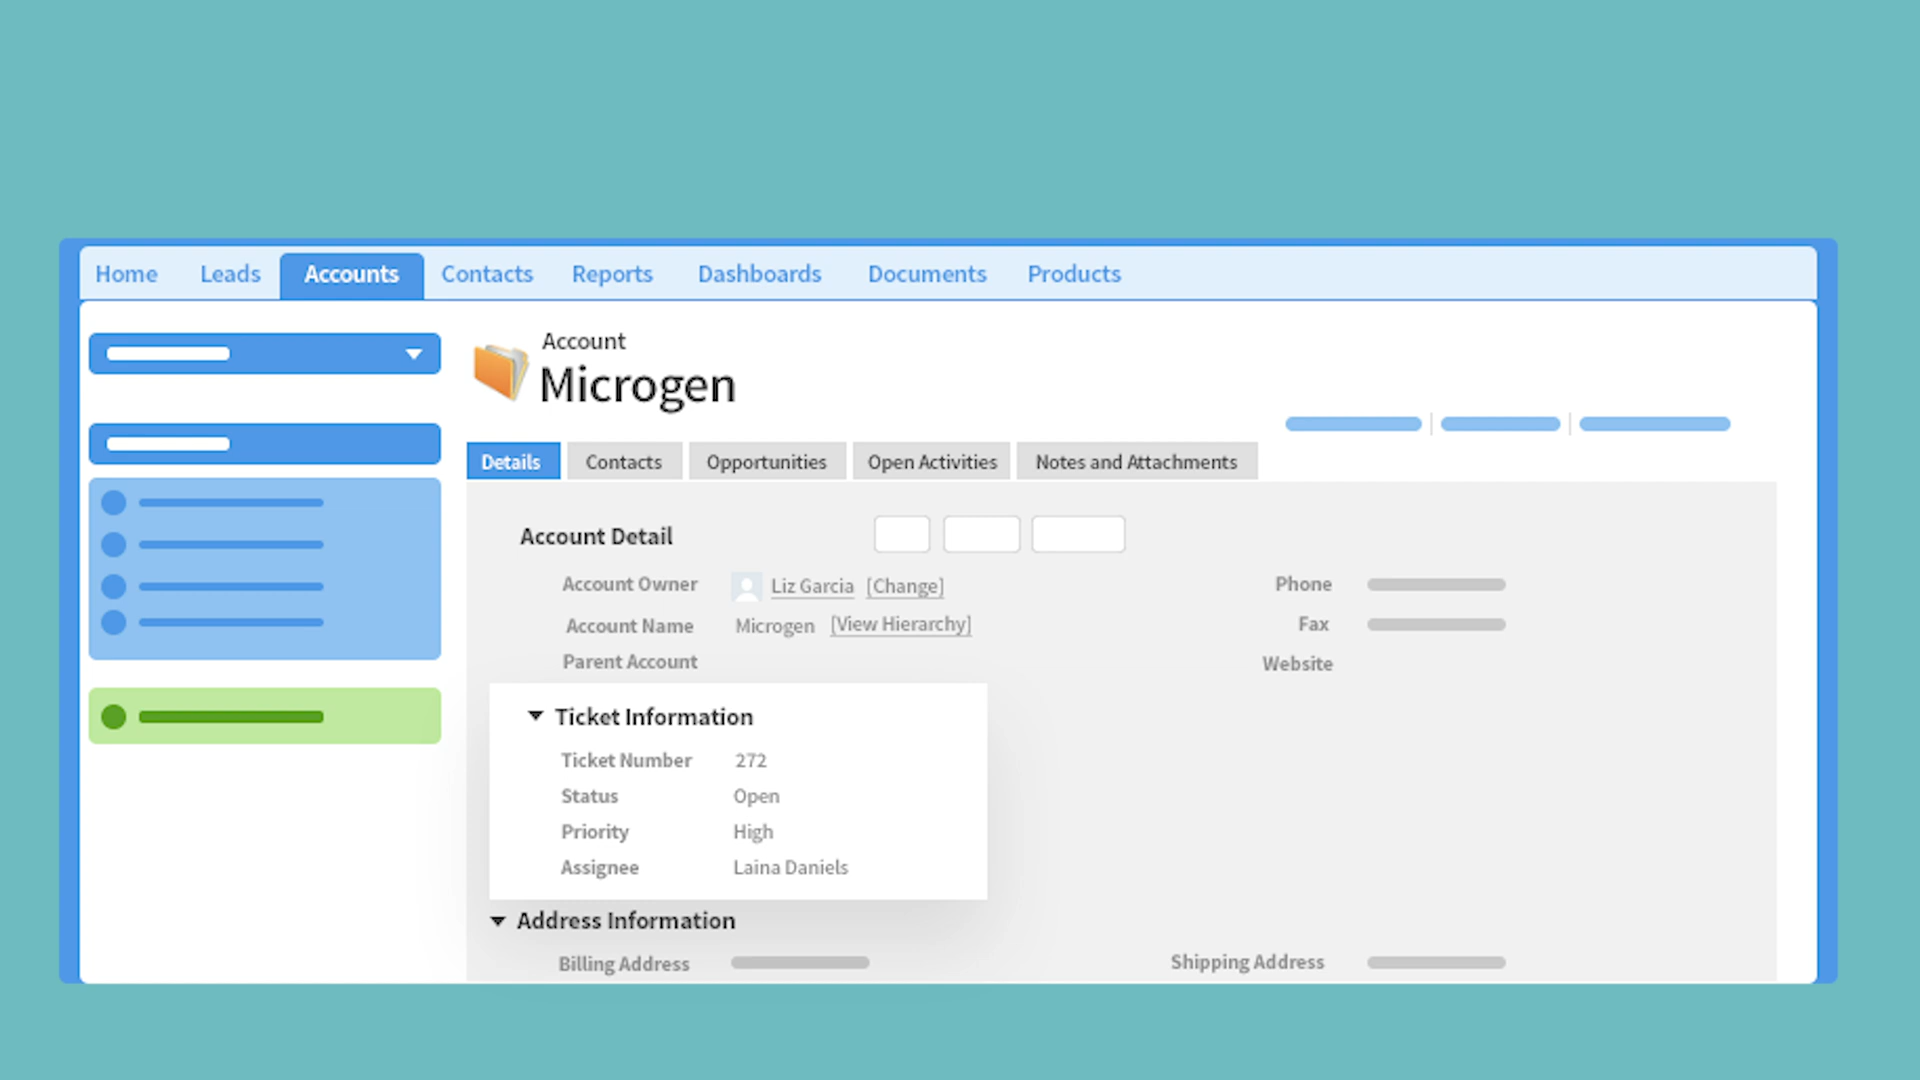 Home Leads Accounts Contacts Reports Dashboards Documents Products
Account
Microgen
Details Contacts Opportunities Open Activities Notes and Attachments
Account Detail
Account Owner Liz Garcia [Change] Phone
Account Name Microgen [View Hierarchy] Fax
Parent Account Website
Ticket Information
Ticket Number 272
Status Open
Priority High
Assignee Laina Daniels
Address Information
Billing Address Shipping Address